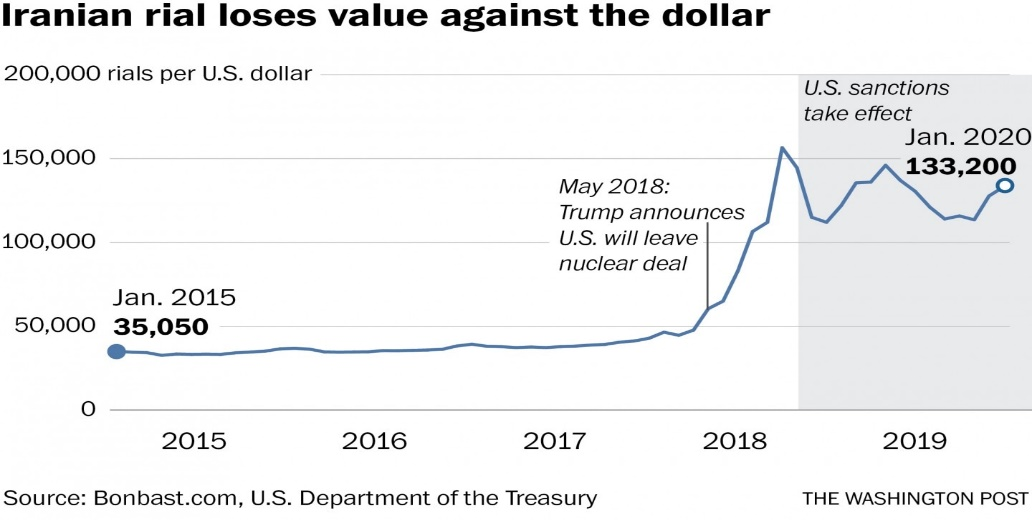 Iranian rial loses value against the dollar
200,000 rials per U.S. dollar
U.S. sanctions
take effect
Jan. 2020
133,200
150,000
May 2018:
Trump announces
U.S. will leave
nuclear deal
100,000
Jan. 2015
35,050
50,000
0
2015 2016 2017 2018 2019
Source: Bonbast.com, U.S. Department of the Treasury
THE WASHINGTON POST